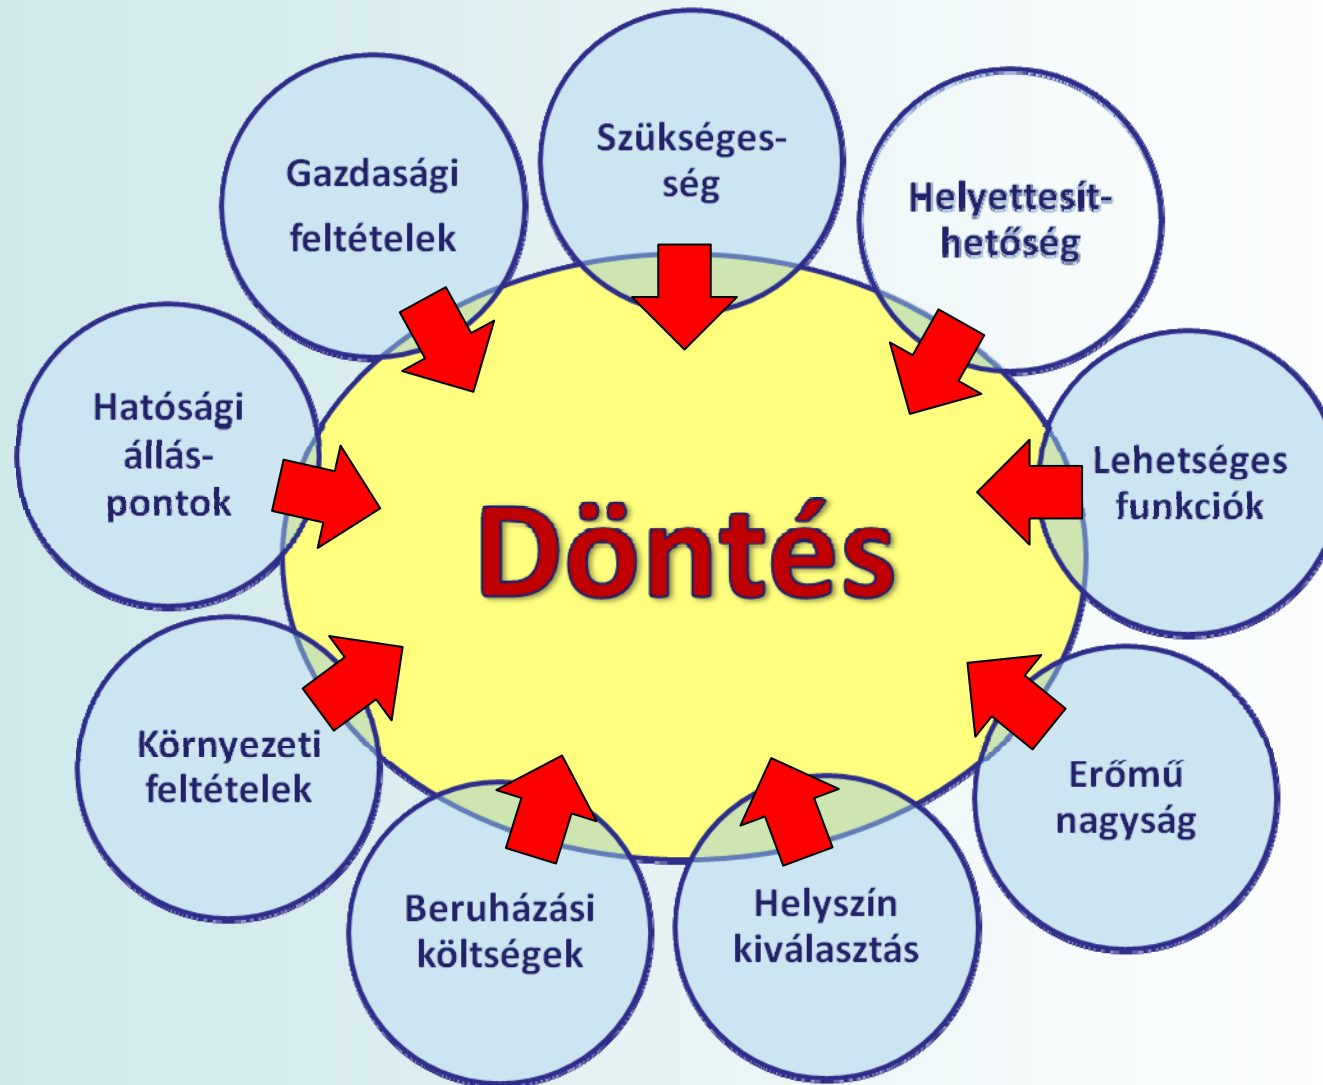 Szükséges-
ség
Helyettesít-
hetőség
Lehetséges
funkciók
Erőmű
nagyság
Helyszín
kiválasztás
Beruházási
költségek
Környezeti
feltételek
Hatósági
állás-
pontok
Gazdasági
feltételek
Döntés